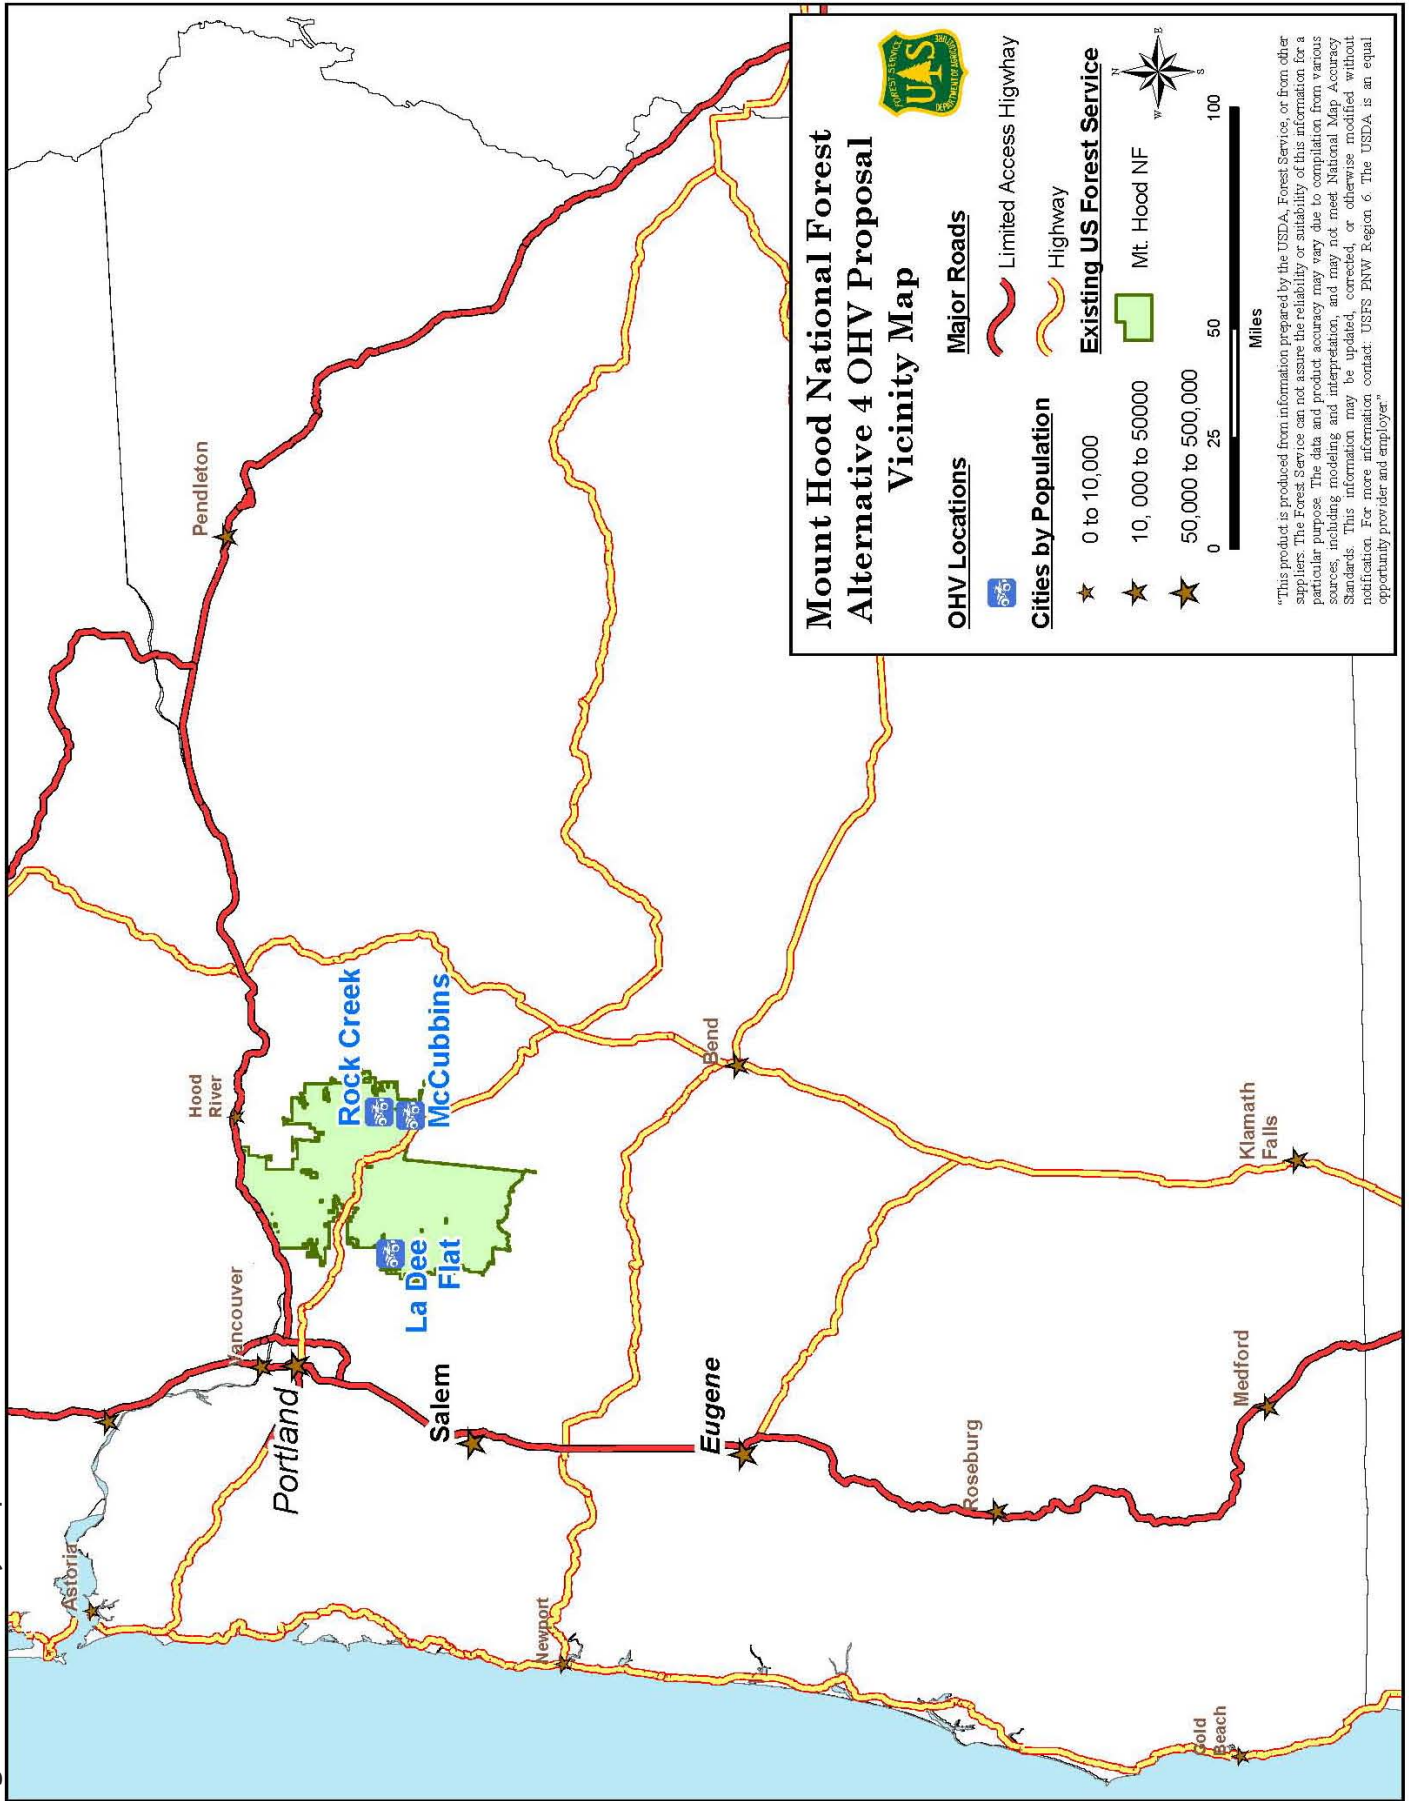 Astoria
Vancouver
Portland
Hood
River
Pendleton
Rock Creek
McCubbins
La Dee
Flat
Salem
Newport
Eugene
Bend
Roseburg
Gold
Beach
Medford
Klamath
Falls
Mount Hood National Forest
Alternative 4 OHV Proposal
Vicinity Map
FOREST SERVICE
US
DEPARTMENT OF AGRICULTURE
OHV Locations
Major Roads
Limited Access Higwhay
Cities by Population
Highway
0 to 10,000
Existing US Forest Service
10, 000 to 50000
Mt. Hood NF
50,000 to 500,000
N
W
E
S
0
25
50
100
Miles
"This product is produced from information prepared by the USDA, Forest Service, or from other
suppliers. The Forest Service can not assure the reliability or suitability of this information for a
particular purpose. The data and product accuracy may vary due to compilation from various
sources, including modeling and interpretation, and may not meet National Map Accuracy
Standards. This information may be updated, corrected, or otherwise modified without
notification. For more information contact: USFS PNW Region 6. The USDA is an equal
opportunity provider and employer."